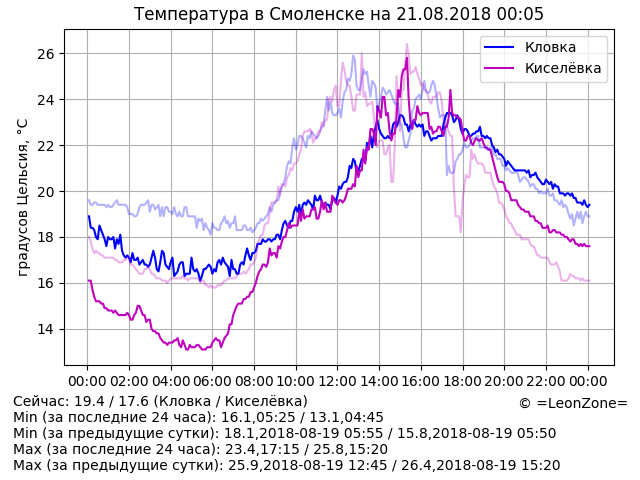 Температура в Смоленске на 21.08.2018 00:05
Кловка
Киселёвка
градусов Цельсия, °C
26
24
22
20
18
16
14
00:00 02:00 04:00 06:00 08:00 10:00 12:00 14:00 16:00 18:00 20:00 22:00 00:00
Сейчас: 19.4 / 17.6 (Кловка / Киселёвка)
© =LeonZone=
Min (за последние 24 часа): 16.1,05:25 / 13.1,04:45
Min (за предыдущие сутки): 18.1,2018-08-19 05:55 / 15.8,2018-08-19 05:50
Max (за последние 24 часа): 23.4,17:15 / 25.8,15:20
Max (за предыдущие сутки): 25.9,2018-08-19 12:45 / 26.4,2018-08-19 15:20